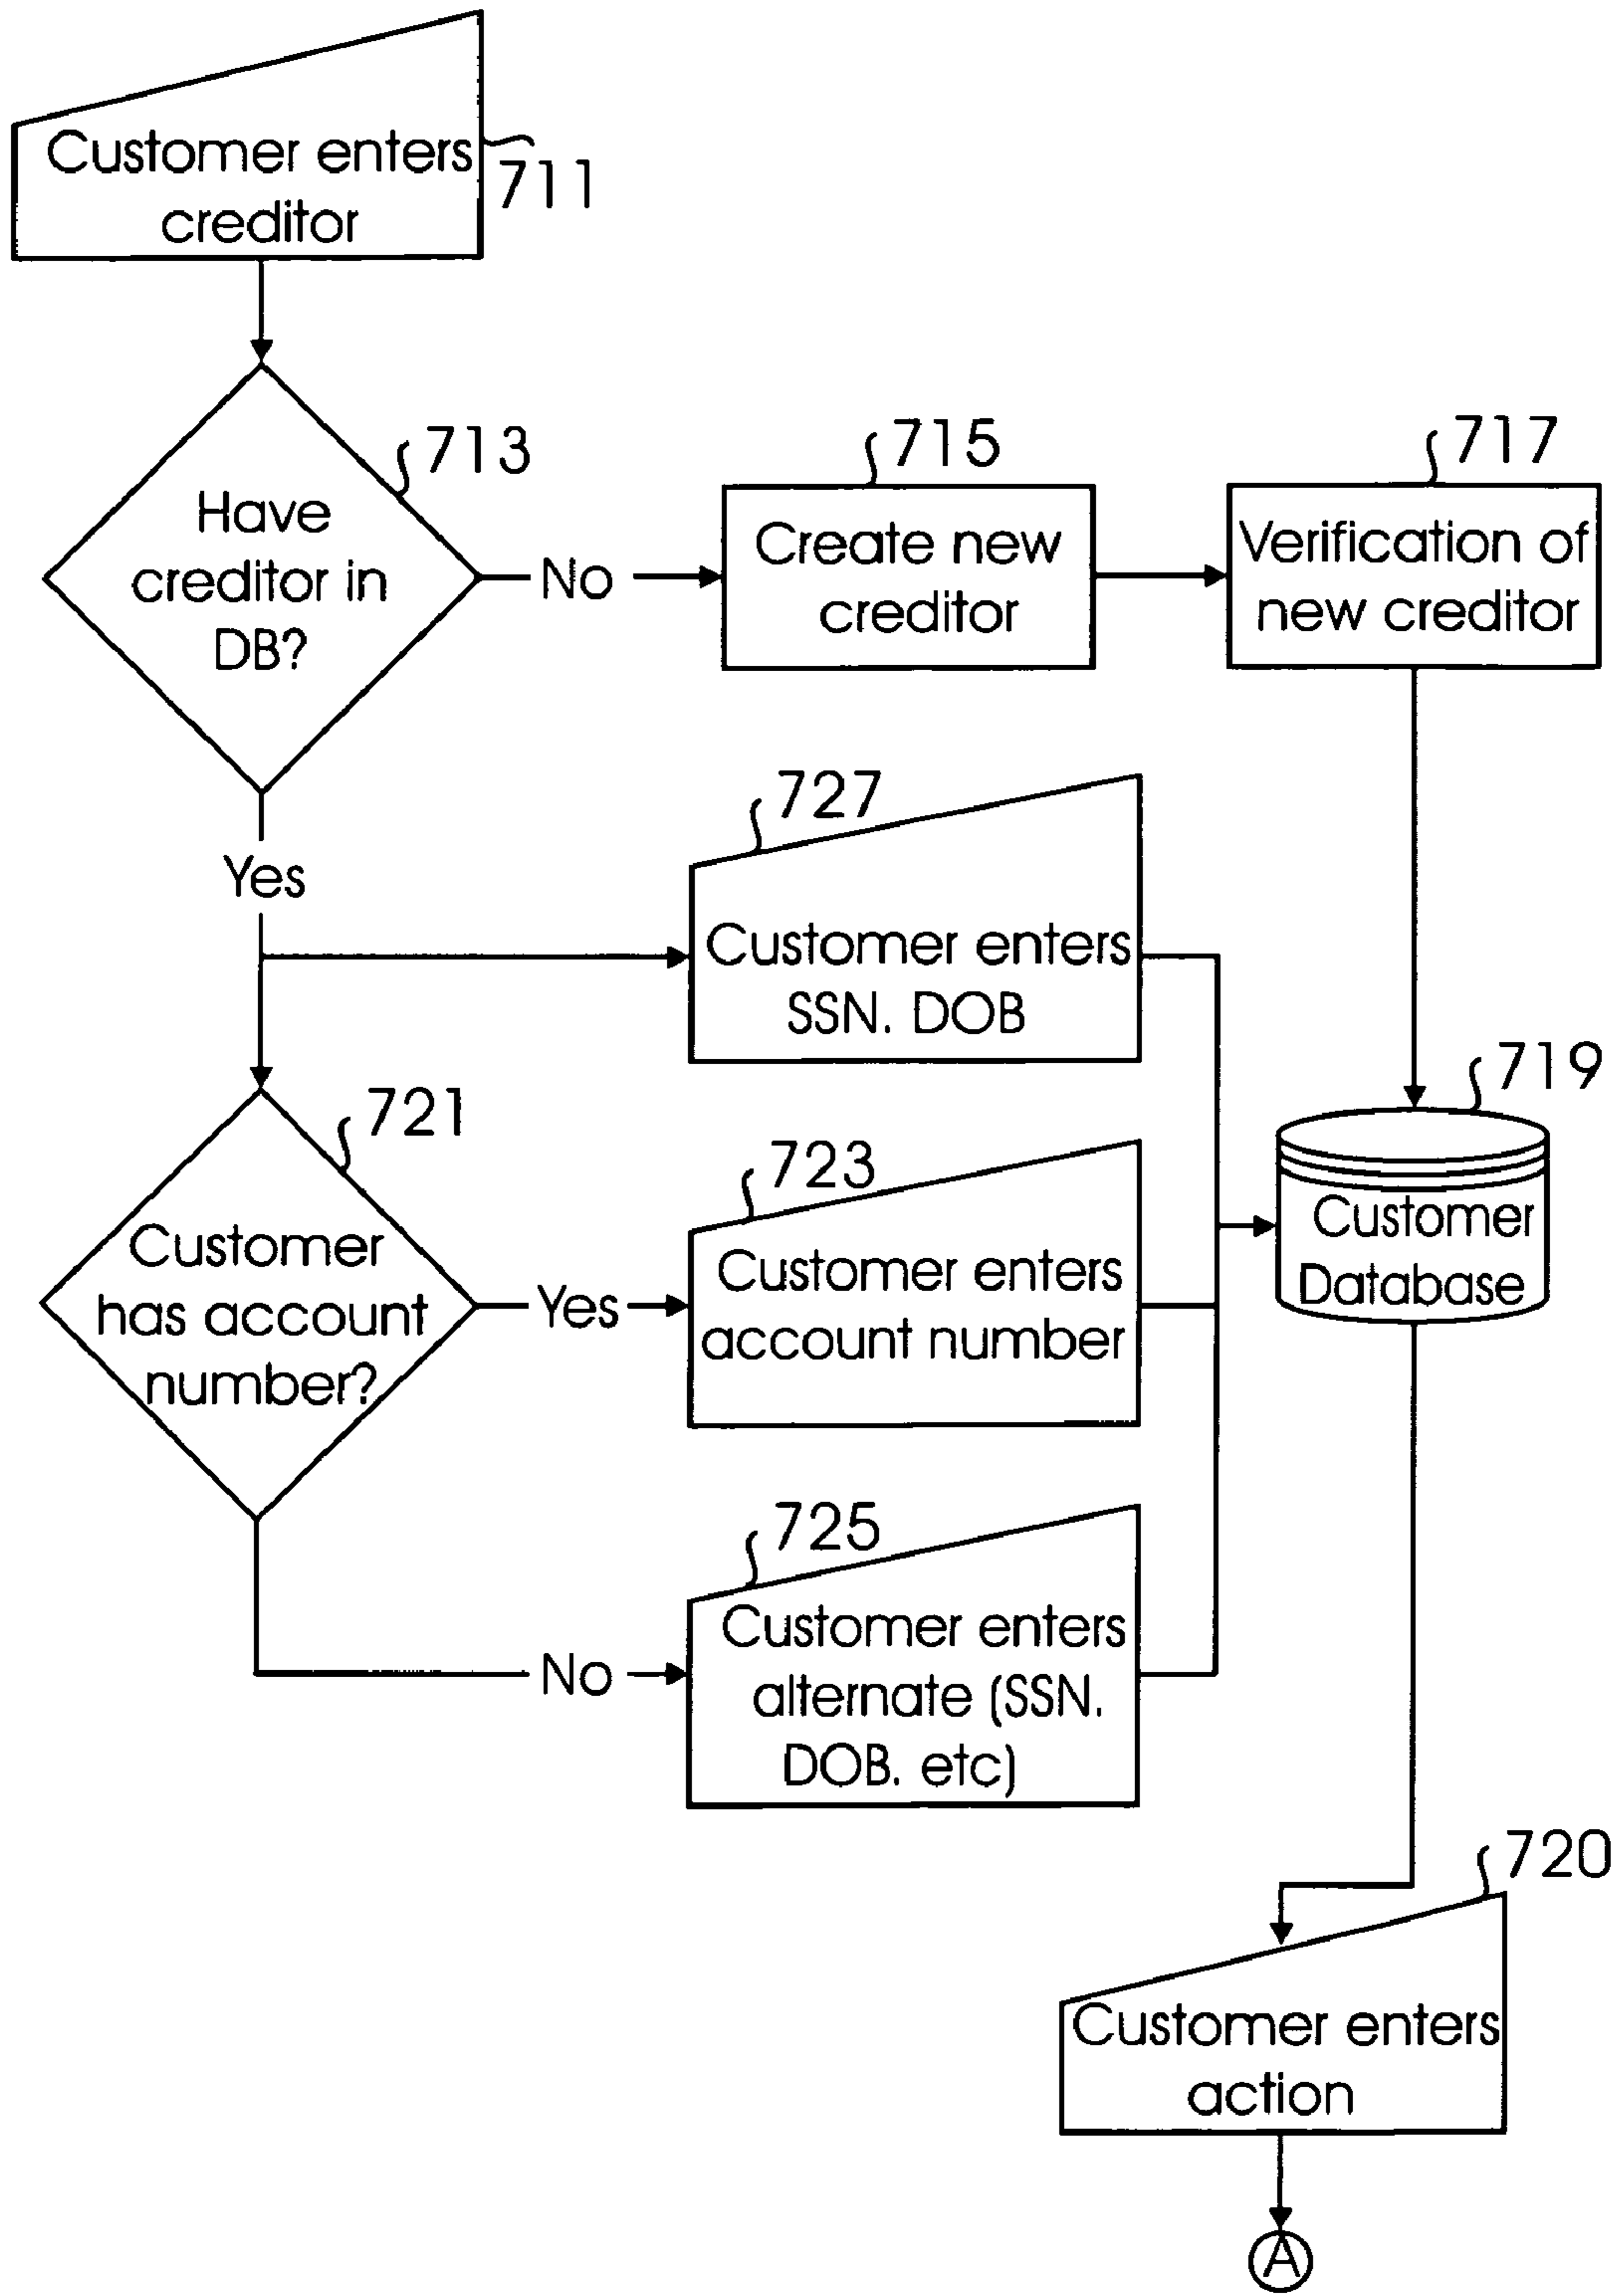 Customer enters
creditor
711
713
Have
creditor in
DB?
No
715
Create new
creditor
717
Verification of
new creditor
Yes
727
Customer enters
SSN. DOB
719
Customer
Database
721
Customer
has account
number?
Yes
723
Customer enters
account number
No
725
Customer enters
alternate (SSN.
DOB. etc)
720
Customer enters
action
A